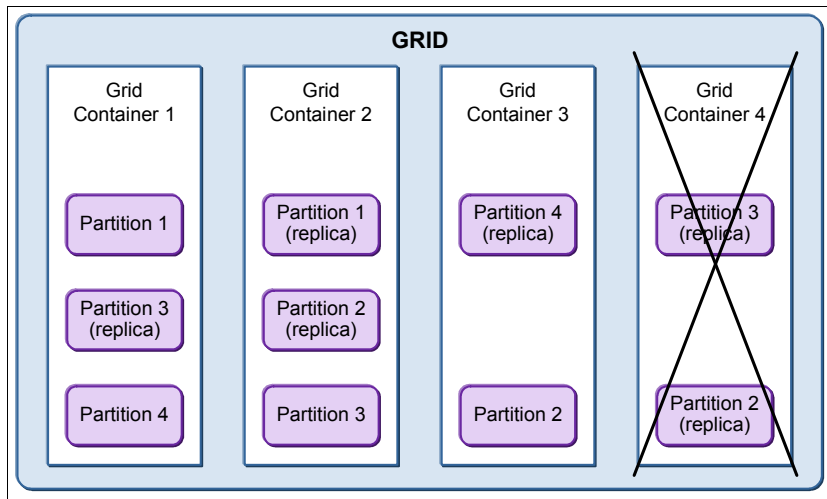 GRID
Grid
Container 1
Partition 1
Partition 3
(replica)
Partition 4
Grid
Container 2
Partition 1
(replica)
Partition 2
(replica)
Partition 3
Grid
Container 3
Partition 4
(replica)
Partition 2
Grid
Container 4
Partition 3
(replica)
Partition 2
(replica)